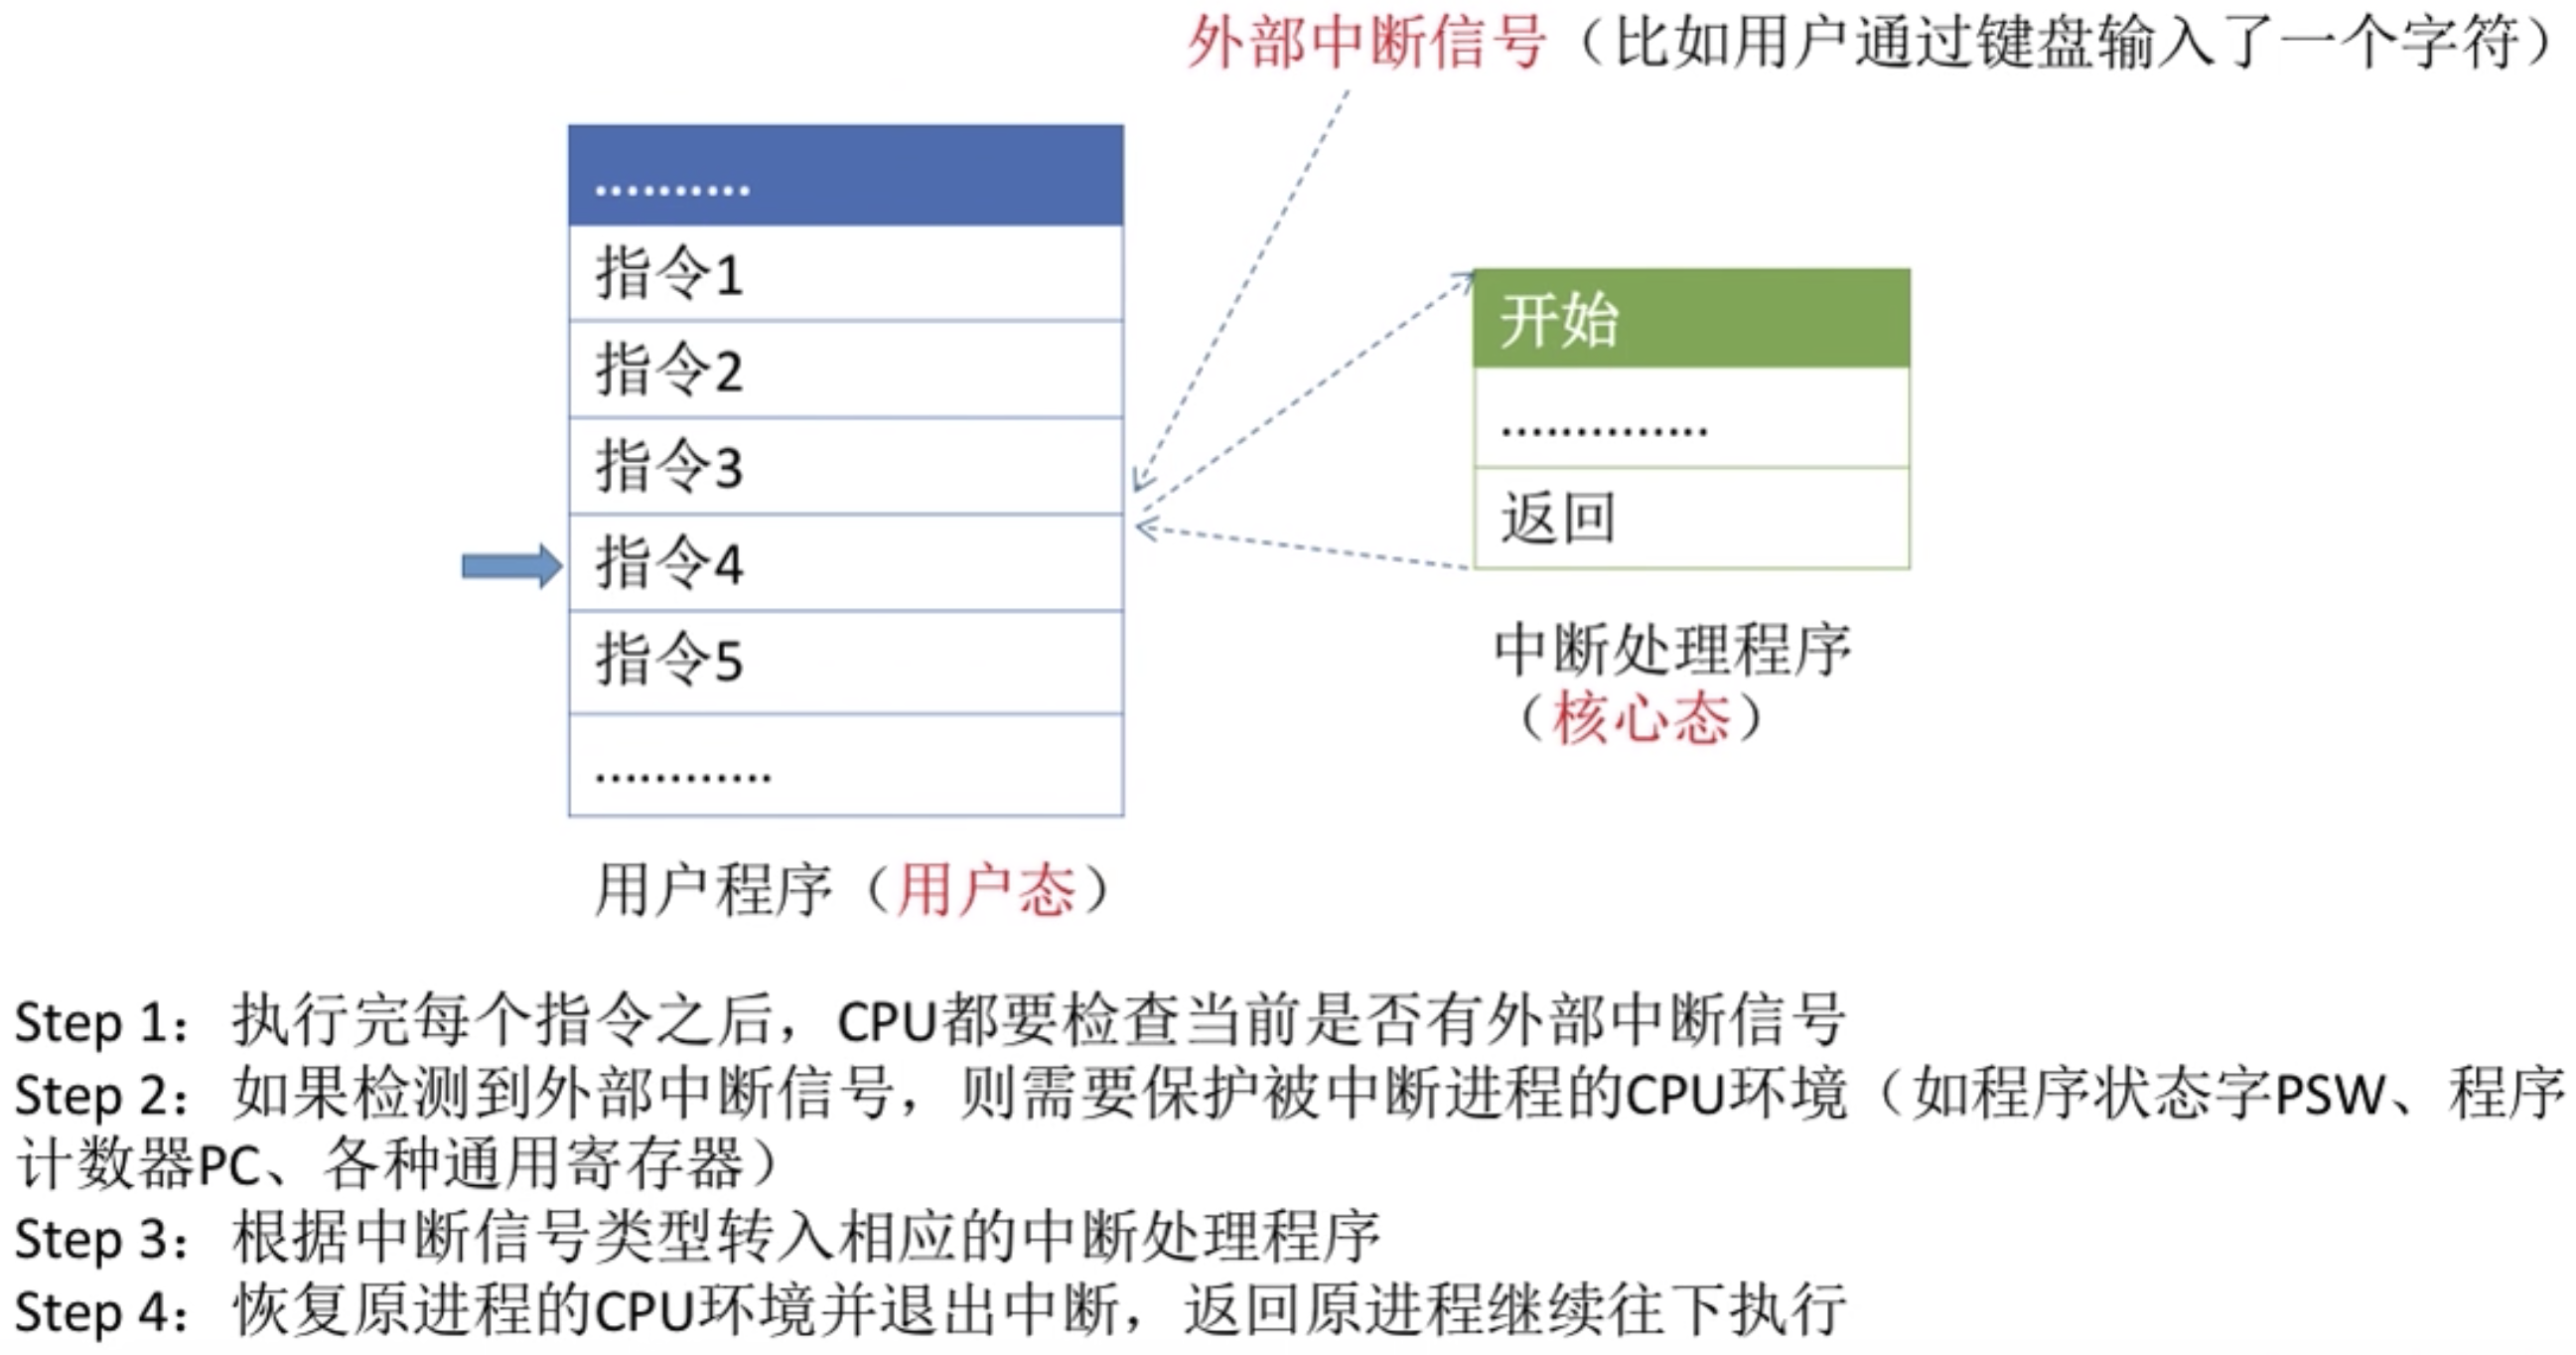 外部中断信号（比如用户通过键盘输入了一个字符）
..........
指令1
指令2
指令3
指令4
指令5
............
用户程序（用户态）
开始
..............
返回
中断处理程序
（核心态）
Step 1：执行完每个指令之后，CPU都要检查当前是否有外部中断信号
Step 2：如果检测到外部中断信号，则需要保护被中断进程的CPU环境（如程序状态字PSW、程序
计数器PC、各种通用寄存器）
Step 3：根据中断信号类型转入相应的中断处理程序
Step 4：恢复原进程的CPU环境并退出中断，返回原进程继续往下执行